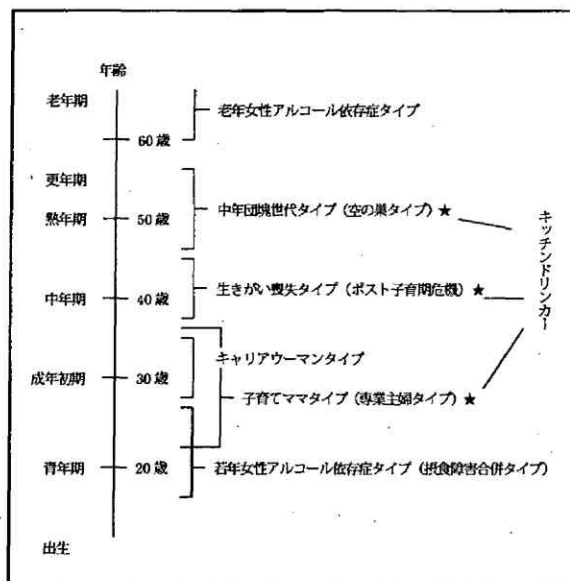 年齢
老年期
老年女性アルコール依存症タイプ
60歳
更年期
熟年期
50歳
中年団塊世代タイプ(空の巣タイプ)★
キッチンドリンカー
中年期
40歳
生きがい喪失タイプ(ポスト子育期危機)★
キャリアウーマンタイプ
成年初期
30歳
子育てママタイプ(専業主婦タイプ)★
青年期
20歳
若年女性アルコール依存症タイプ(摂食障害合併タイプ)
出生